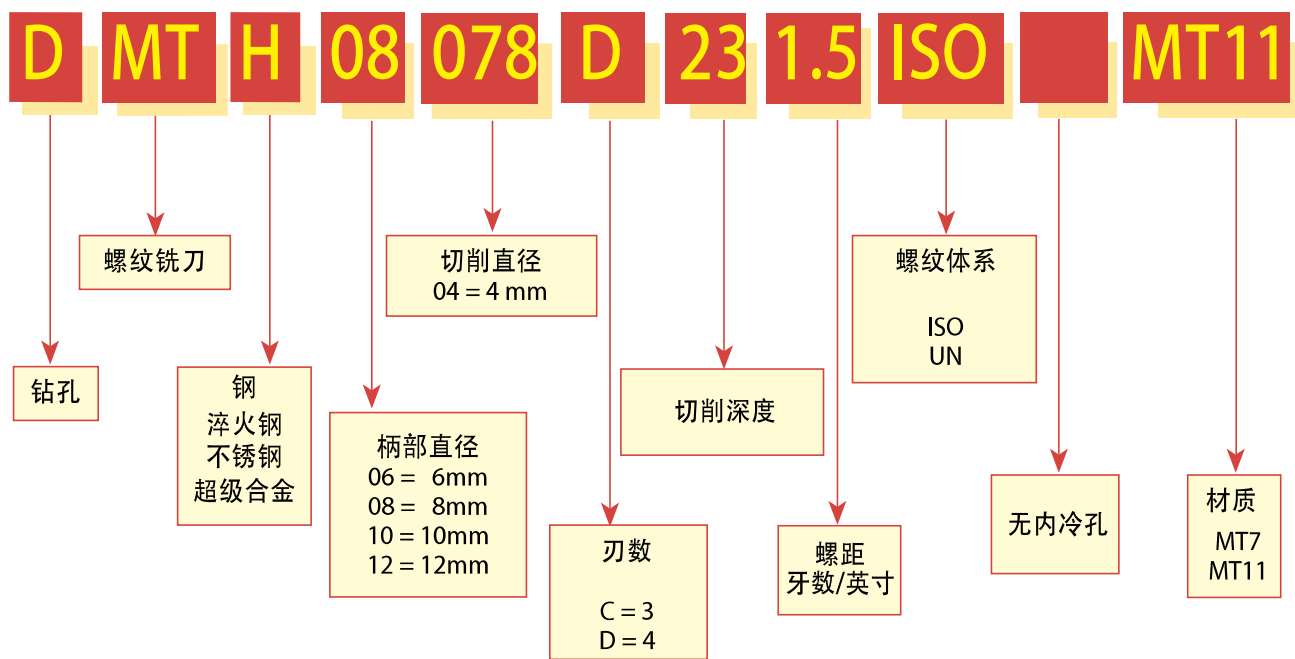 D MT H 08 078 D 23 1.5 ISO MT11
钻孔
螺纹铣刀
钢
淬火钢
不锈钢
超级合金
柄部直径
06 = 6mm
08 = 8mm
10 = 10mm
12 = 12mm
切削直径
04 = 4 mm
刃数
C = 3
D = 4
切削深度
螺距
牙数/英寸
螺纹体系
ISO
UN
无内冷孔
材质
MT7
MT11